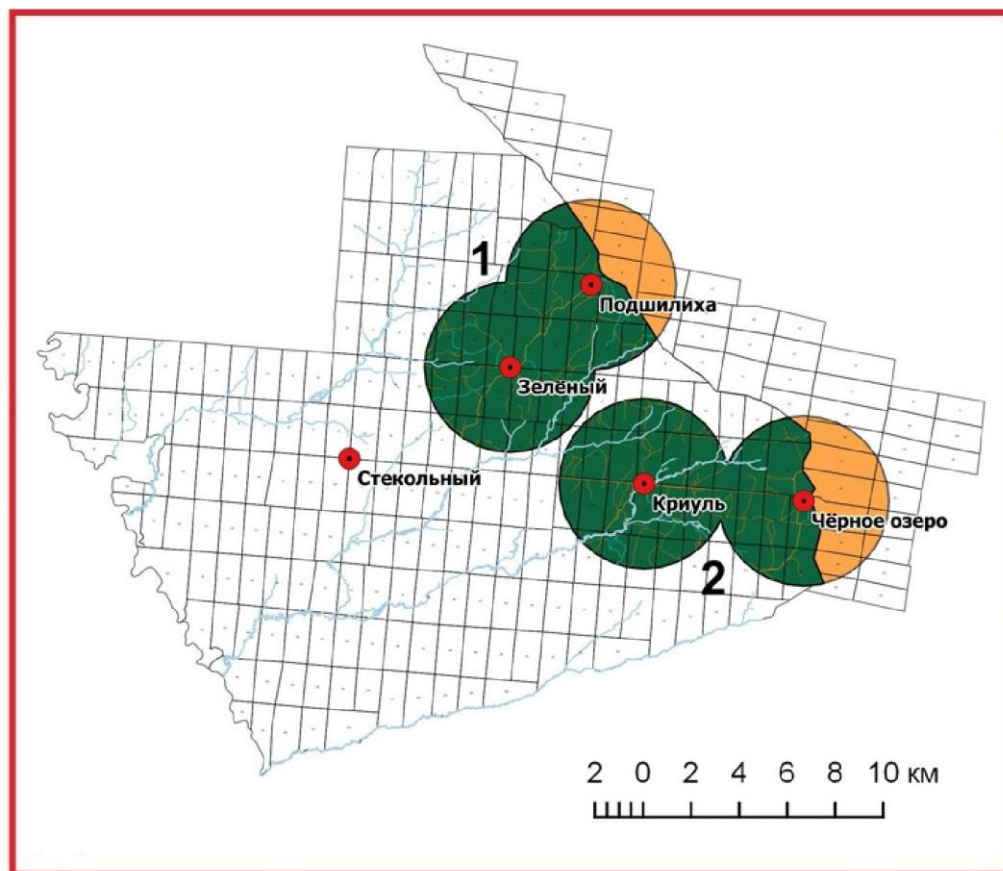 1
Подшилиха
Зелёный
Стекольный
Криуль
Чёрное озеро
2
2 0 2 4 6 8 10 км